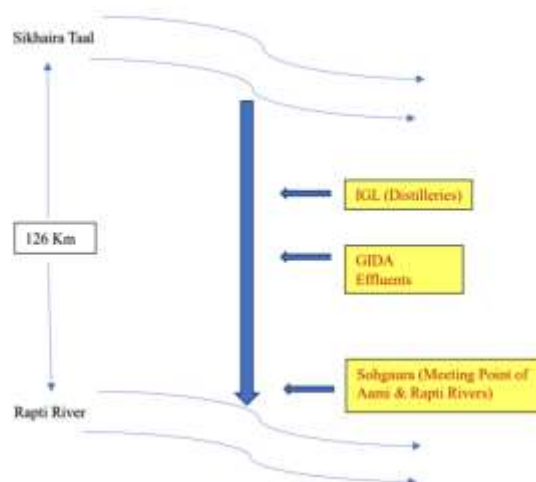 Sikhaira Taal
IGL (Distilleries)
126 Km
GIDA
Effluents
Sohgaura (Meeting Point of
Aami & Rapti Rivers)
Rapti River